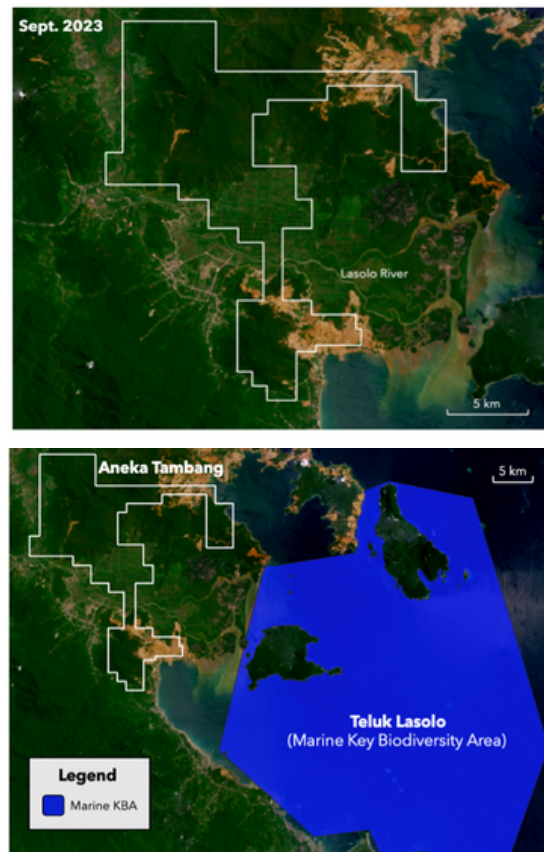 Sept. 2023
Lasolo River
5 km
Aneka Tambang
5 km
Teluk Lasolo
(Marine Key Biodiversity Area)
Legend
Marine KBA